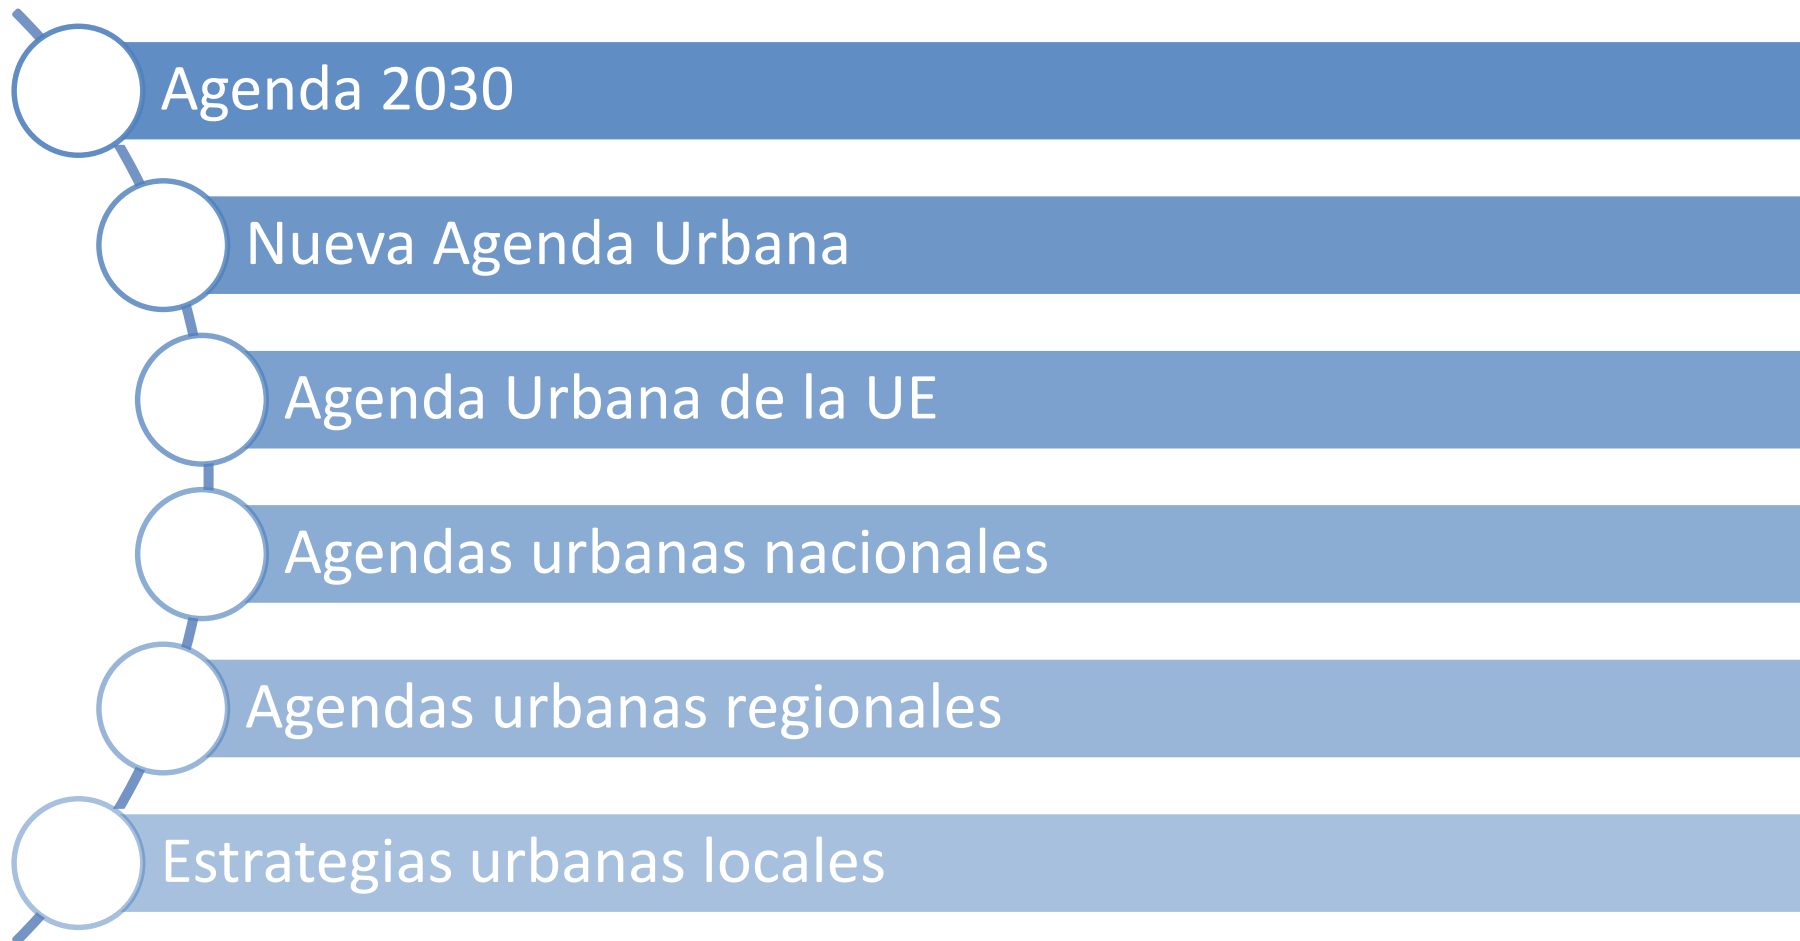 Agenda 2030
Nueva Agenda Urbana
Agenda Urbana de la UE
Agendas urbanas nacionales
Agendas urbanas regionales
Estrategias urbanas locales